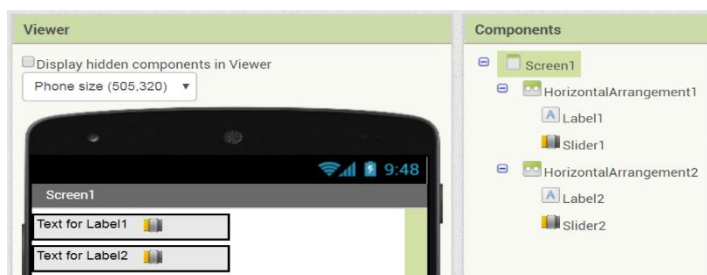 Viewer
Display hidden components in Viewer
Phone size (505,320)
9:48
Screen1
Text for Label1
Text for Label2
Components
Screen1
HorizontalArrangement1
A Label1
Slider1
HorizontalArrangement2
A Label2
Slider2